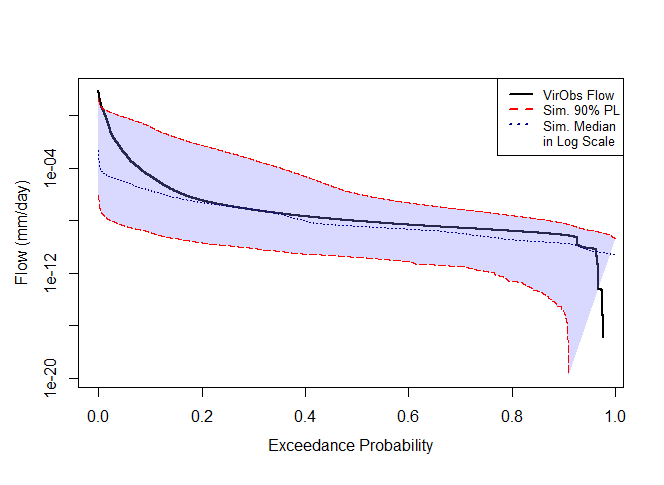 VirObs Flow
Sim. 90% PL
Sim. Median
in Log Scale
Flow (mm/day)
1e-04
1e-12
1e-20
0.0 0.2 0.4 0.6 0.8 1.0
Exceedance Probability